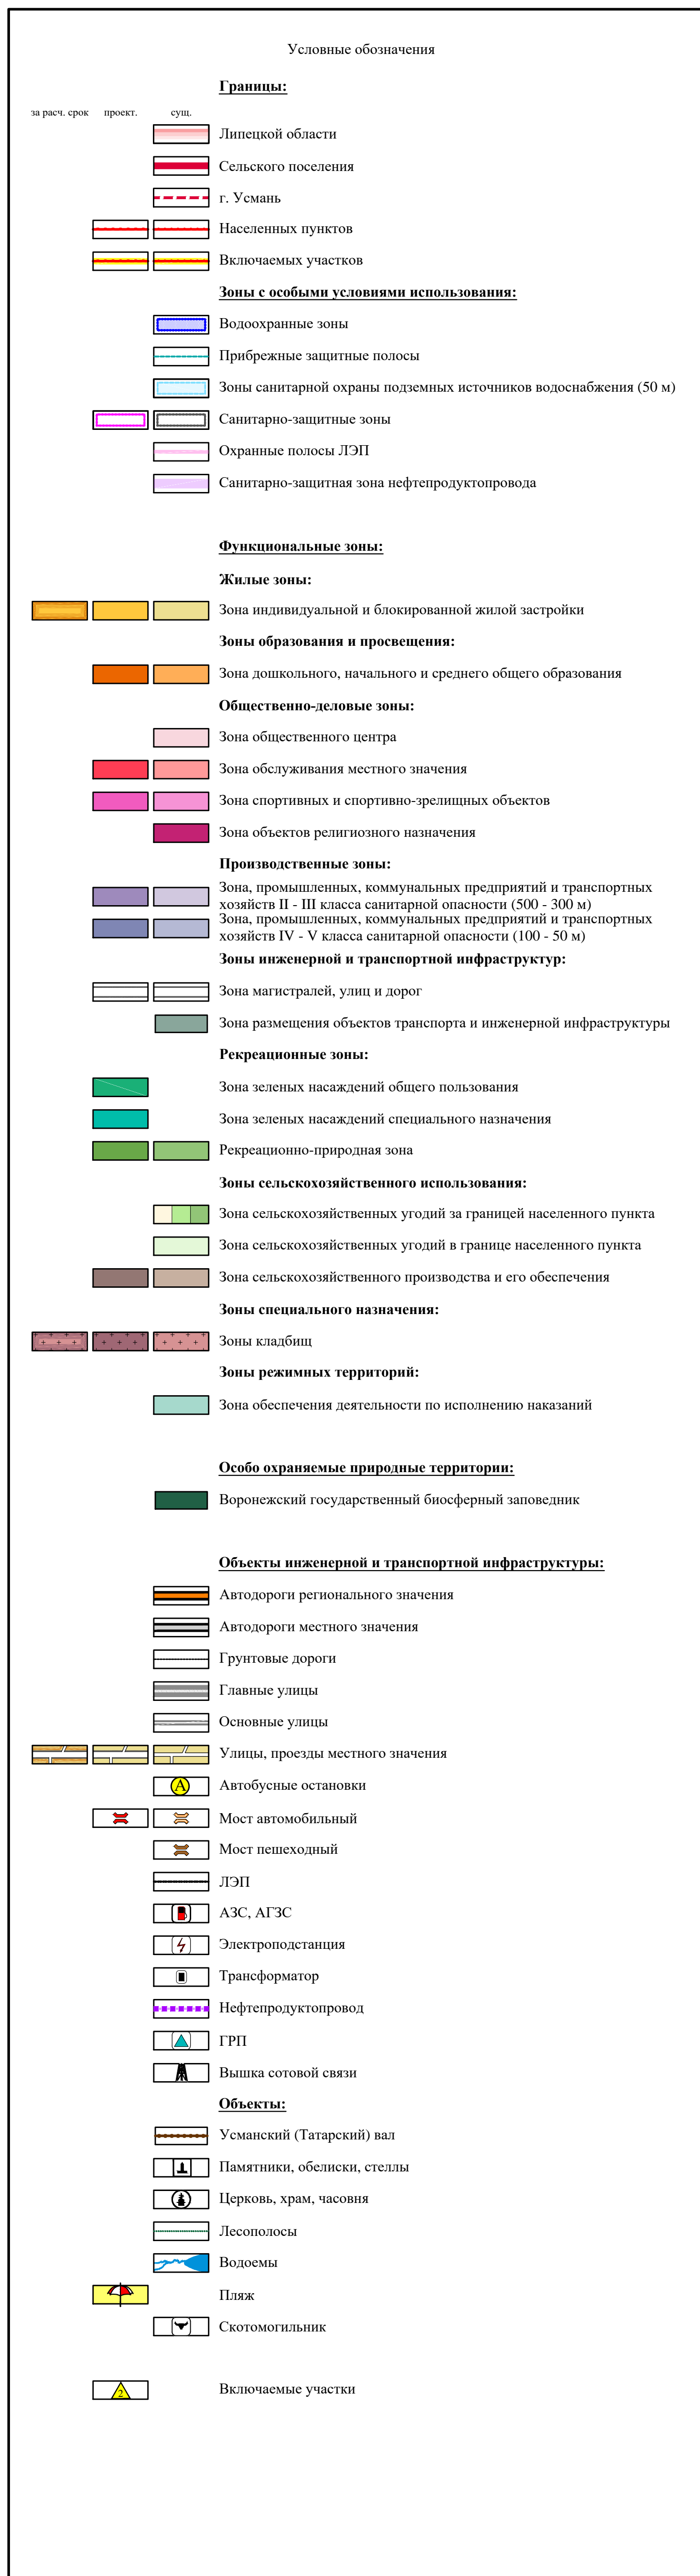 Условные обозначения
Границы:
за расч. срок проект. сущ.
Липецкой области
Сельского поселения
г. Усмань
Населенных пунктов
Включаемых участков
Зоны с особыми условиями использования:
Водоохранные зоны
Прибрежные защитные полосы
Зоны санитарной охраны подземных источников водоснабжения (50 м)
Санитарно-защитные зоны
Охранные полосы ЛЭП
Санитарно-защитная зона нефтепродуктопровода
Функциональные зоны:
Жилые зоны:
Зона индивидуальной и блокированной жилой застройки
Зоны образования и просвещения:
Зона дошкольного, начального и среднего общего образования
Общественно-деловые зоны:
Зона общественного центра
Зона обслуживания местного значения
Зона спортивных и спортивно-зрелищных объектов
Зона объектов религиозного назначения
Производственные зоны:
Зона, промышленных, коммунальных предприятий и транспортных
хозяйств II - III класса санитарной опасности (500 - 300 м)
Зона, промышленных, коммунальных предприятий и транспортных
хозяйств IV - V класса санитарной опасности (100 - 50 м)
Зоны инженерной и транспортной инфраструктур:
Зона магистралей, улиц и дорог
Зона размещения объектов транспорта и инженерной инфраструктуры
Рекреационные зоны:
Зона зеленых насаждений общего пользования
Зона зеленых насаждений специального назначения
Рекреационно-природная зона
Зоны сельскохозяйственного использования:
Зона сельскохозяйственных угодий за границей населенного пункта
Зона сельскохозяйственных угодий в границе населенного пункта
Зона сельскохозяйственного производства и его обеспечения
Зоны специального назначения:
Зоны кладбищ
Зоны режимных территорий:
Зона обеспечения деятельности по исполнению наказаний
Особо охраняемые природные территории:
Воронежский государственный биосферный заповедник
Объекты инженерной и транспортной инфраструктуры:
Автодороги регионального значения
Автодороги местного значения
Грунтовые дороги
Главные улицы
Основные улицы
Улицы, проезды местного значения
А Автобусные остановки
Мост автомобильный
Мост пешеходный
ЛЭП
АЗС, АГЗС
Электроподстанция
Трансформатор
Нефтепродуктопровод
ГРП
Вышка сотовой связи
Объекты:
Усманский (Татарский) вал
Памятники, обелиски, стеллы
Церковь, храм, часовня
Лесополосы
Водоемы
Пляж
Скотомогильник
2 Включаемые участки